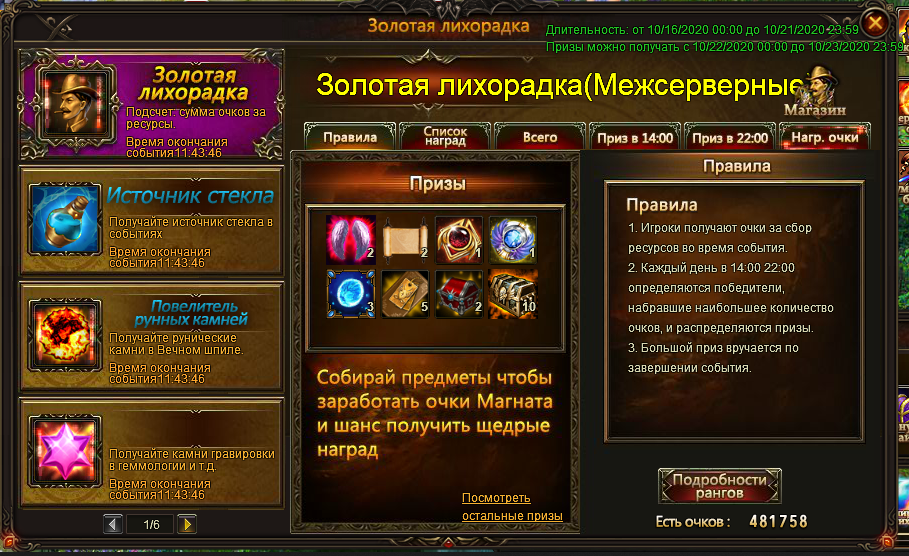 Золотая лихорадка
Длительность: от 10/16/2020 00:00 до 10/21/2020 23:59
Призы можно получать с 10/22/2020 00:00 до 10/23/2020 23:59
Золотая лихорадка(Межсерверные
Магазин
Золотая
лихорадка
Подсчет: сумма очков за
ресурсы.
Время окончания
события11:43:46
Источник стекла
Получайте источник стекла в
событиях
Время окончания
события11:43:46
Повелитель
рунных камней
Получайте рунические
камни в Вечном шпиле.
Время окончания
события11:43:46
Получайте камни гравировки
в геммологии и т.д.
Время окончания
события11:43:46
1/6
Правила
Список
наград
Всего
Приз в 14:00
Приз в 22:00
Нагр. очки
Призы
2
2
1
1
3
5
2
10
Собирай предметы чтобы
заработать очки Магната
и шанс получить щедрые
наград
Посмотреть
остальные призы
Правила
Правила
1. Игроки получают очки за сбор
ресурсов во время события.
2. Каждый день в 14:00 22:00
определяются победители,
набравшие наибольшее количество
очков, и распределяются призы.
3. Большой приз вручается по
завершении события.
Подробности
рангов
Есть очков : 481758